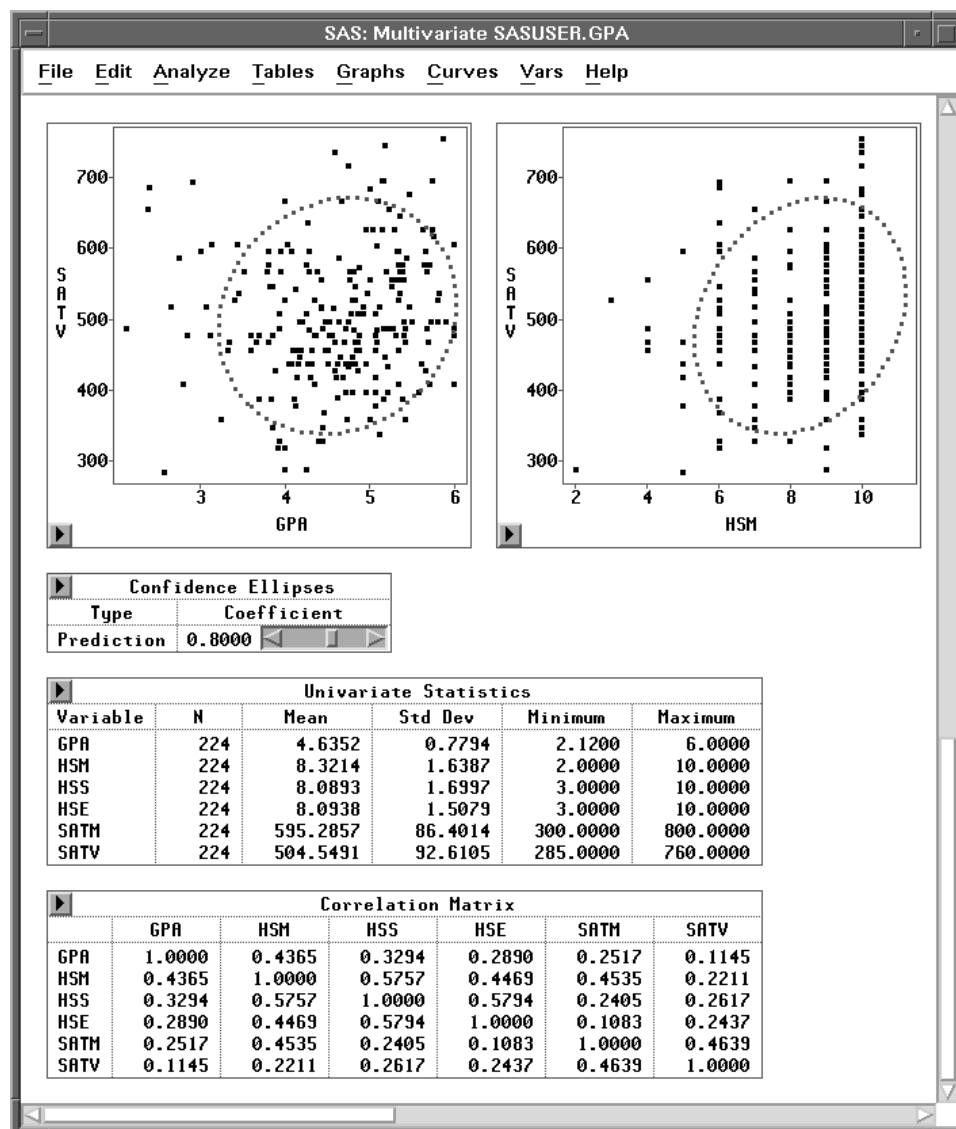 SAS: Multivariate SASUSER.GPA
File Edit Analyze Tables Graphs Curves Vars Help
700
600
500
400
300
SATV
3 4 5 6
GPA
700
600
500
400
300
SATV
2 4 6 8 10
HSM
Confidence Ellipses
Type Coefficient
Prediction 0.8000
Univariate Statistics
Variable N Mean Std Dev Minimum Maximum
GPA 224 4.6352 0.7794 2.1200 6.0000
HSM 224 8.3214 1.6387 2.0000 10.0000
HSS 224 8.0893 1.6997 3.0000 10.0000
HSE 224 8.0938 1.5079 3.0000 10.0000
SATM 224 595.2857 86.4014 300.0000 800.0000
SATV 224 504.5491 92.6105 285.0000 760.0000
Correlation Matrix
GPA HSM HSS HSE SATM SATV
GPA 1.0000 0.4365 0.3294 0.2890 0.2517 0.1145
HSM 0.4365 1.0000 0.5757 0.4469 0.4535 0.2211
HSS 0.3294 0.5757 1.0000 0.5794 0.2405 0.2617
HSE 0.2890 0.4469 0.5794 1.0000 0.1083 0.2437
SATM 0.2517 0.4535 0.2405 0.1083 1.0000 0.4639
SATV 0.1145 0.2211 0.2617 0.2437 0.4639 1.0000